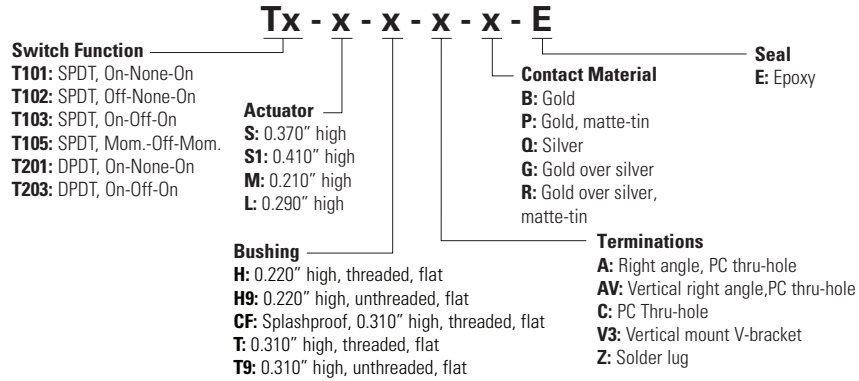 Tx - x - x - x - x - E
Switch Function
T101: SPDT, On-None-On
T102: SPDT, Off-None-On
T103: SPDT, On-Off-On
T105: SPDT, Mom.-Off-Mom.
T201: DPDT, On-None-On
T203: DPDT, On-Off-On
Actuator
S: 0.370" high
S1: 0.410" high
M: 0.210" high
L: 0.290" high
Bushing
H: 0.220" high, threaded, flat
H9: 0.220" high, unthreaded, flat
CF: Splashproof, 0.310" high, threaded, flat
T: 0.310" high, threaded, flat
T9: 0.310" high, unthreaded, flat
Terminations
A: Right angle, PC thru-hole
AV: Vertical right angle,PC thru-hole
C: PC Thru-hole
V3: Vertical mount V-bracket
Z: Solder lug
Contact Material
B: Gold
P: Gold, matte-tin
Q: Silver
G: Gold over silver
R: Gold over silver,
matte-tin
Seal
E: Epoxy